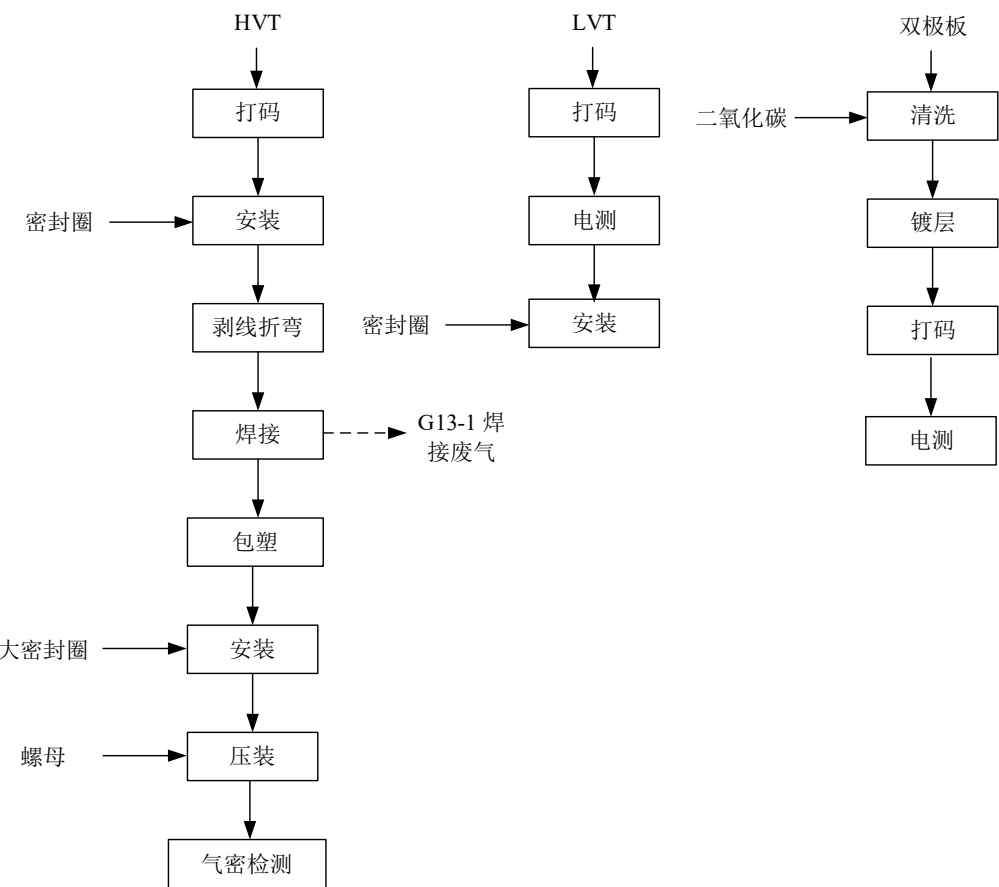 HVT
打码
密封圈
安装
剥线折弯
焊接
G13-1 焊
接废气
包塑
大密封圈
安装
螺母
压装
气密检测
LVT
打码
电测
密封圈
安装
双极板
二氧化碳
清洗
镀层
打码
电测